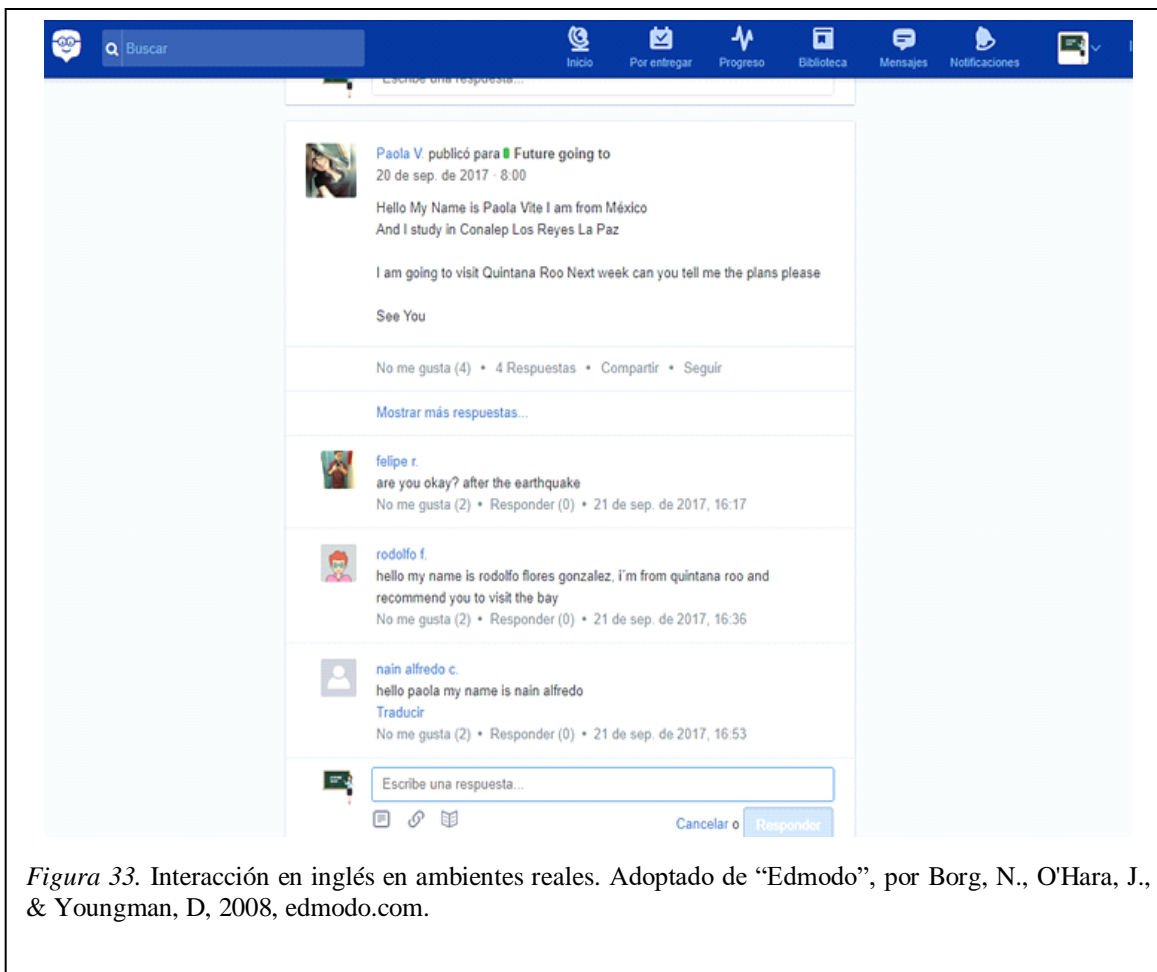 Buscar
Inicio
Por entregar
Progreso
Biblioteca
Mensajes
Notificaciones
Escribe una respuesta...
Paola V. publicó para Future going to
20 de sep. de 2017 · 8:00
Hello My Name is Paola Vite I am from México
And I study in Conalep Los Reyes La Paz
I am going to visit Quintana Roo Next week can you tell me the plans please
See You
No me gusta (4) • 4 Respuestas • Compartir • Seguir
Mostrar más respuestas...
felipe r.
are you okay? after the earthquake
No me gusta (2) • Responder (0) • 21 de sep. de 2017, 16:17
rodolfo f.
hello my name is rodolfo flores gonzalez, i´m from quintana roo and
recommend you to visit the bay
No me gusta (2) • Responder (0) • 21 de sep. de 2017, 16:36
nain alfredo c.
hello paola my name is nain alfredo
Traducir
No me gusta (2) • Responder (0) • 21 de sep. de 2017, 16:53
Escribe una respuesta...
Cancelar o Responder
Figura 33. Interacción en inglés en ambientes reales. Adoptado de “Edmodo”, por Borg, N., O'Hara, J.,
& Youngman, D, 2008, edmodo.com.